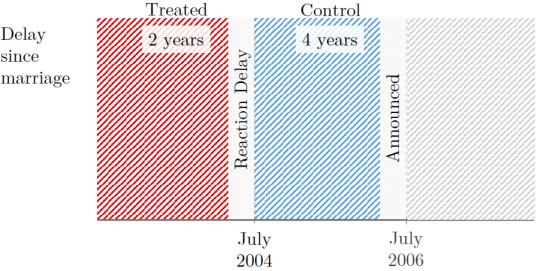 Treated
Control
Delay
since
marriage
2 years
4 years
Reaction Delay
Announced
July
2004
July
2006